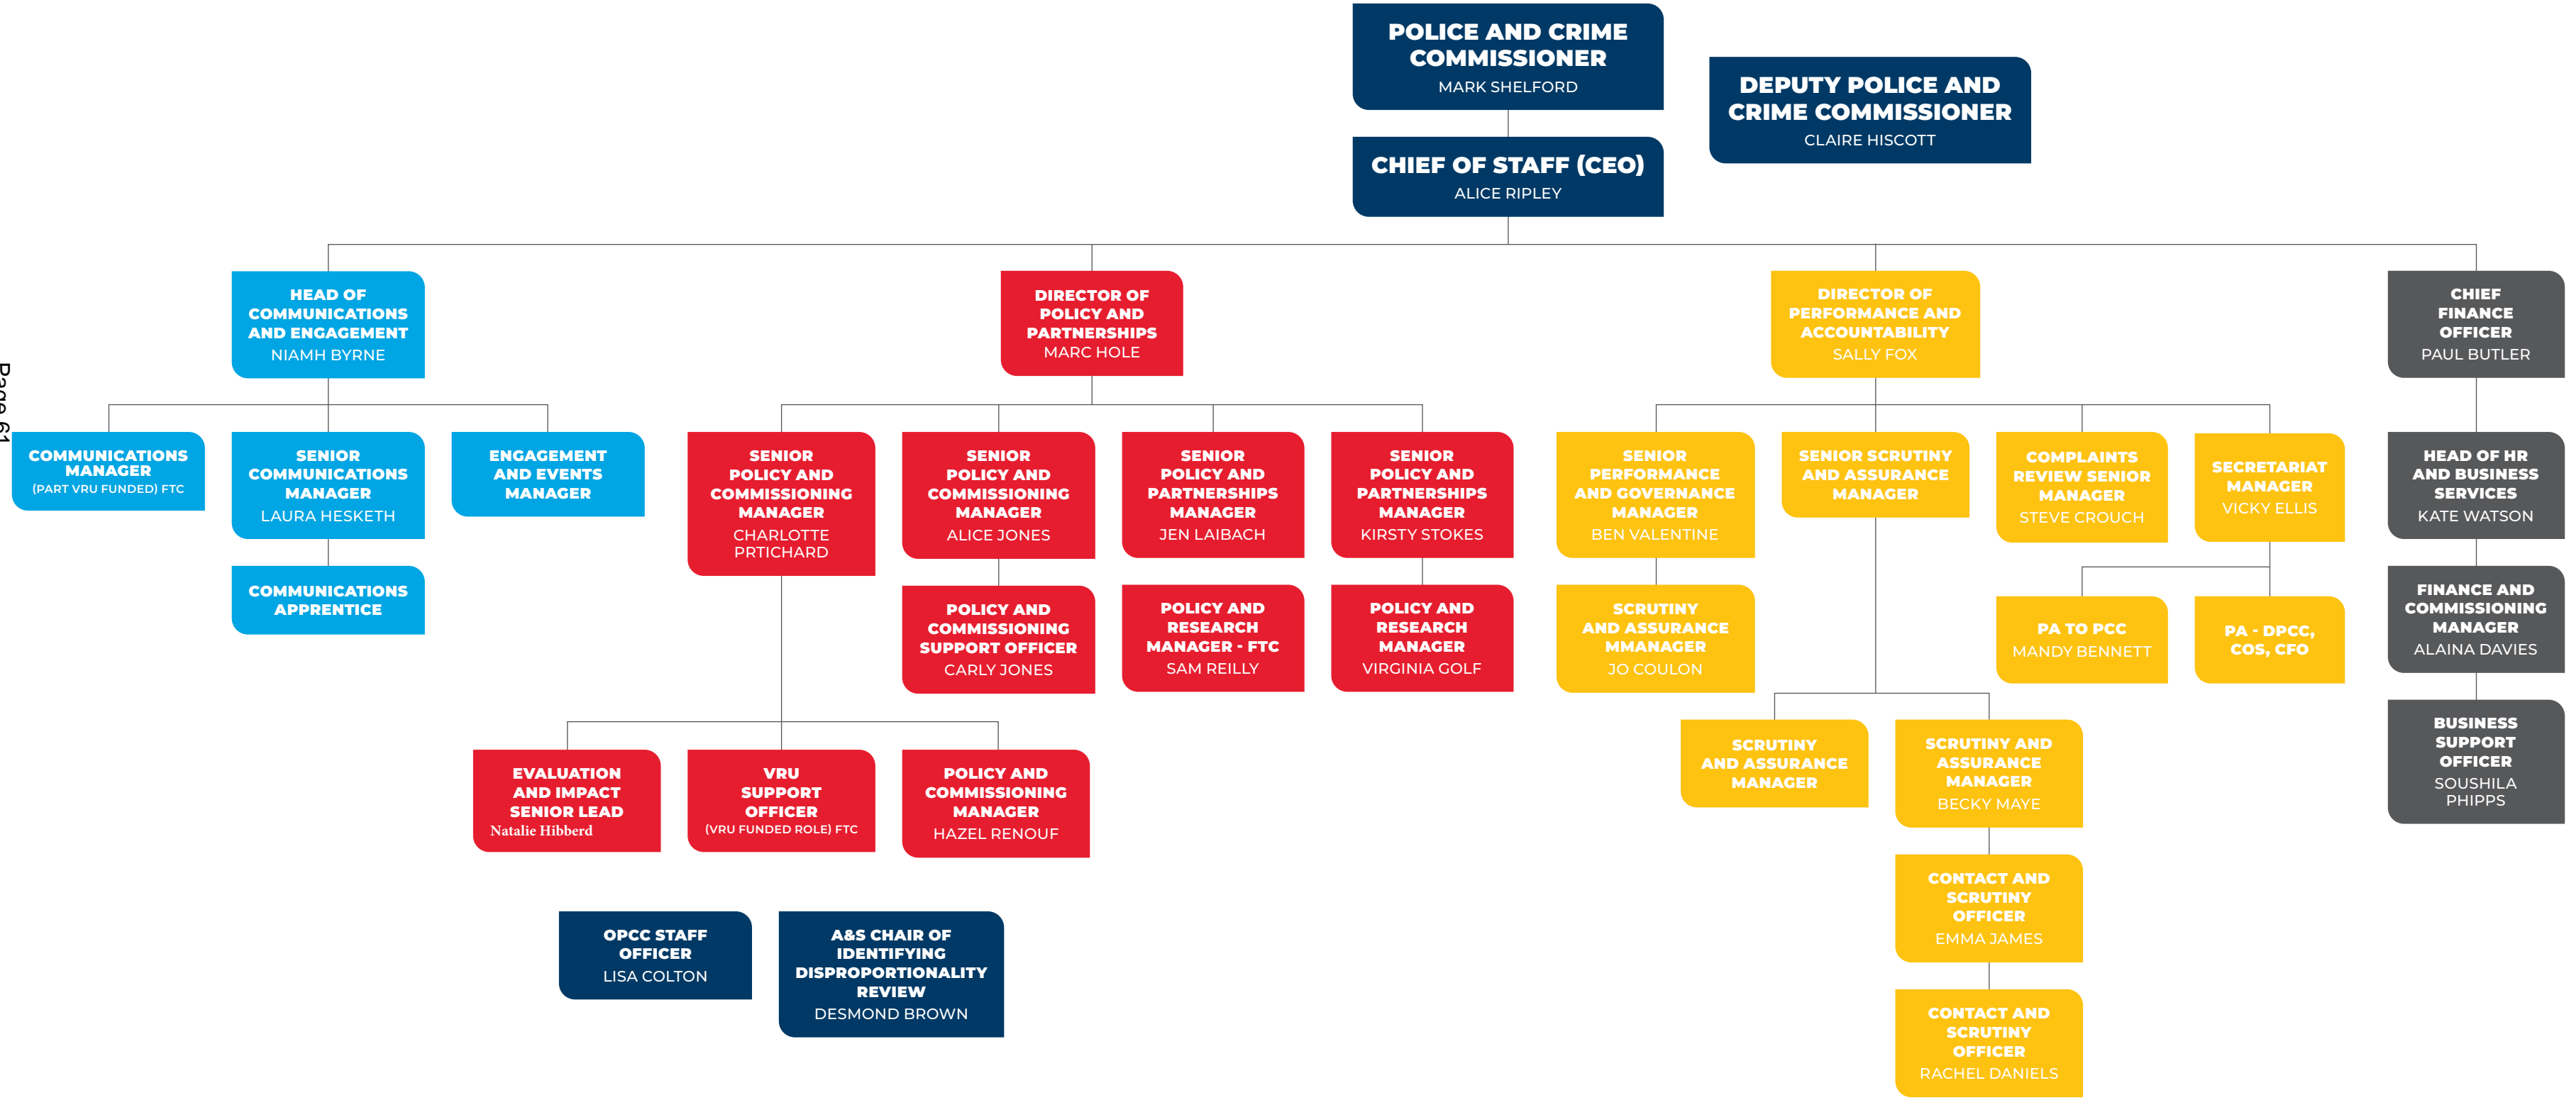 POLICE AND CRIME
COMMISSIONER
MARK SHELFORD
DEPUTY POLICE AND
CRIME COMMISSIONER
CLAIRE HISCOTT
CHIEF OF STAFF (CEO)
ALICE RIPLEY
HEAD OF
COMMUNICATIONS
AND ENGAGEMENT
NIAMH BYRNE
DIRECTOR OF
POLICY AND
PARTNERSHIPS
MARC HOLE
DIRECTOR OF
PERFORMANCE AND
ACCOUNTABILITY
SALLY FOX
CHIEF
FINANCE
OFFICER
PAUL BUTLER
Page 61
COMMUNICATIONS
MANAGER
(PART VRU FUNDED) FTC
SENIOR
COMMUNICATIONS
MANAGER
LAURA HESKETH
ENGAGEMENT
AND EVENTS
MANAGER
SENIOR
POLICY AND
COMMISSIONING
MANAGER
CHARLOTTE
PRTICHARD
SENIOR
POLICY AND
COMMISSIONING
MANAGER
ALICE JONES
SENIOR
POLICY AND
PARTNERSHIPS
MANAGER
JEN LAIBACH
SENIOR
POLICY AND
PARTNERSHIPS
MANAGER
KIRSTY STOKES
SENIOR
PERFORMANCE
AND GOVERNANCE
MANAGER
BEN VALENTINE
SENIOR SCRUTINY
AND ASSURANCE
MANAGER
COMPLAINTS
REVIEW SENIOR
MANAGER
STEVE CROUCH
SECRETARIAT
MANAGER
VICKY ELLIS
HEAD OF HR
AND BUSINESS
SERVICES
KATE WATSON
COMMUNICATIONS
APPRENTICE
POLICY AND
COMMISSIONING
SUPPORT OFFICER
CARLY JONES
POLICY AND
RESEARCH
MANAGER - FTC
SAM REILLY
POLICY AND
RESEARCH
MANAGER
VIRGINIA GOLF
SCRUTINY
AND ASSURANCE
MMANAGER
JO COULON
PA TO PCC
MANDY BENNETT
PA - DPCC,
COS, CFO
FINANCE AND
COMMISSIONING
MANAGER
ALAINA DAVIES
EVALUATION
AND IMPACT
SENIOR LEAD
Natalie Hibberd
VRU
SUPPORT
OFFICER
(VRU FUNDED ROLE) FTC
POLICY AND
COMMISSIONING
MANAGER
HAZEL RENOUF
SCRUTINY
AND ASSURANCE
MANAGER
SCRUTINY AND
ASSURANCE
MANAGER
BECKY MAYE
BUSINESS
SUPPORT
OFFICER
SOUSHILA
PHIPPS
OPCC STAFF
OFFICER
LISA COLTON
A&S CHAIR OF
IDENTIFYING
DISPROPORTIONALITY
REVIEW
DESMOND BROWN
CONTACT AND
SCRUTINY
OFFICER
EMMA JAMES
CONTACT AND
SCRUTINY
OFFICER
RACHEL DANIELS